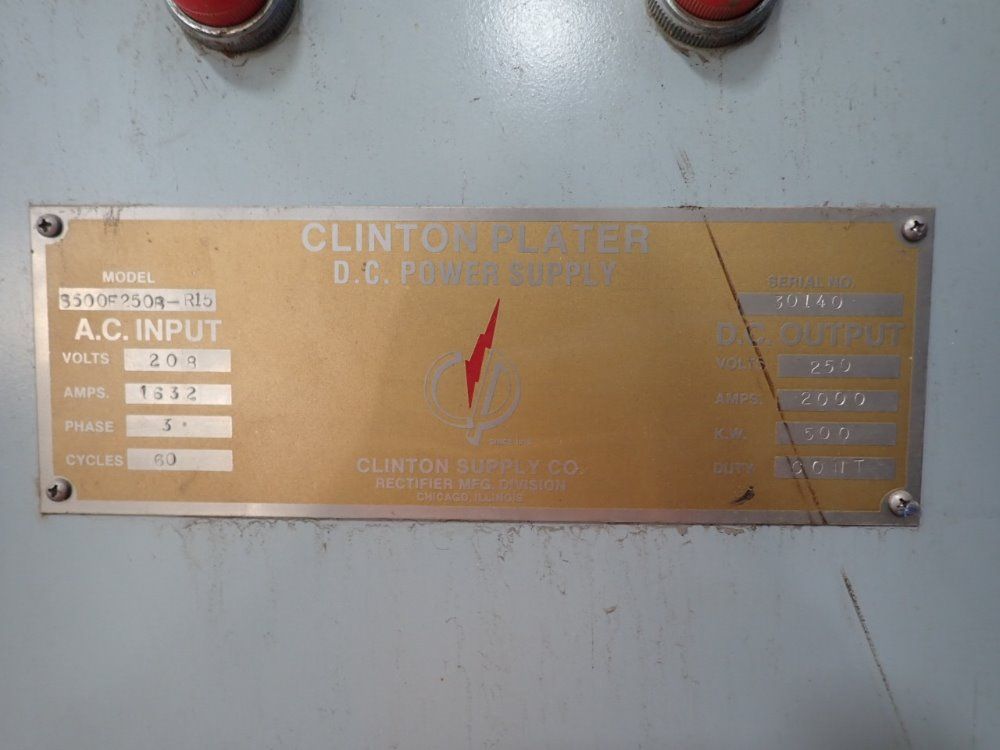 CLINTON PLATER
D.C. POWER SUPPLY
MODEL
A.C. INPUT
VOLTS 208
AMPS. 1632
PHASE 3
CYCLES 60
SERIAL NO.
30140
D.C. OUTPUT
VOLTS 250
AMPS. 2000
K.W. 500
DUTY CONT
CLINTON SUPPLY CO.
RECTIFIER MFG. DIVISION
CHICAGO, ILLINOIS